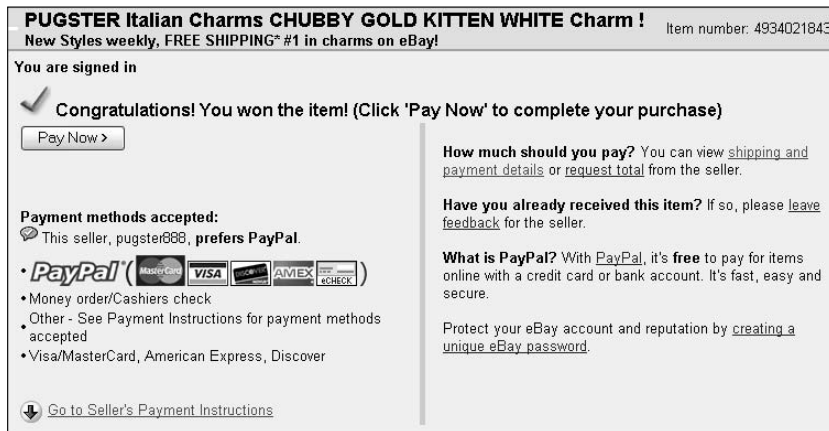 PUGSTER Italian Charms CHUBBY GOLD KITTEN WHITE Charm !
Item number: 4934021843
New Styles weekly, FREE SHIPPING* #1 in charms on eBay!
You are signed in
Congratulations! You won the item! (Click 'Pay Now' to complete your purchase)
Pay Now >
Payment methods accepted:
This seller, pugster888, prefers PayPal.
• PayPal (MasterCard VISA DISCOVER AMEX eCHECK)
• Money order/Cashiers check
• Other - See Payment Instructions for payment methods
accepted
• Visa/MasterCard, American Express, Discover
Go to Seller's Payment Instructions
How much should you pay? You can view shipping and
payment details or request total from the seller.
Have you already received this item? If so, please leave
feedback for the seller.
What is PayPal? With PayPal, it's free to pay for items
online with a credit card or bank account. It's fast, easy and
secure.
Protect your eBay account and reputation by creating a
unique eBay password.